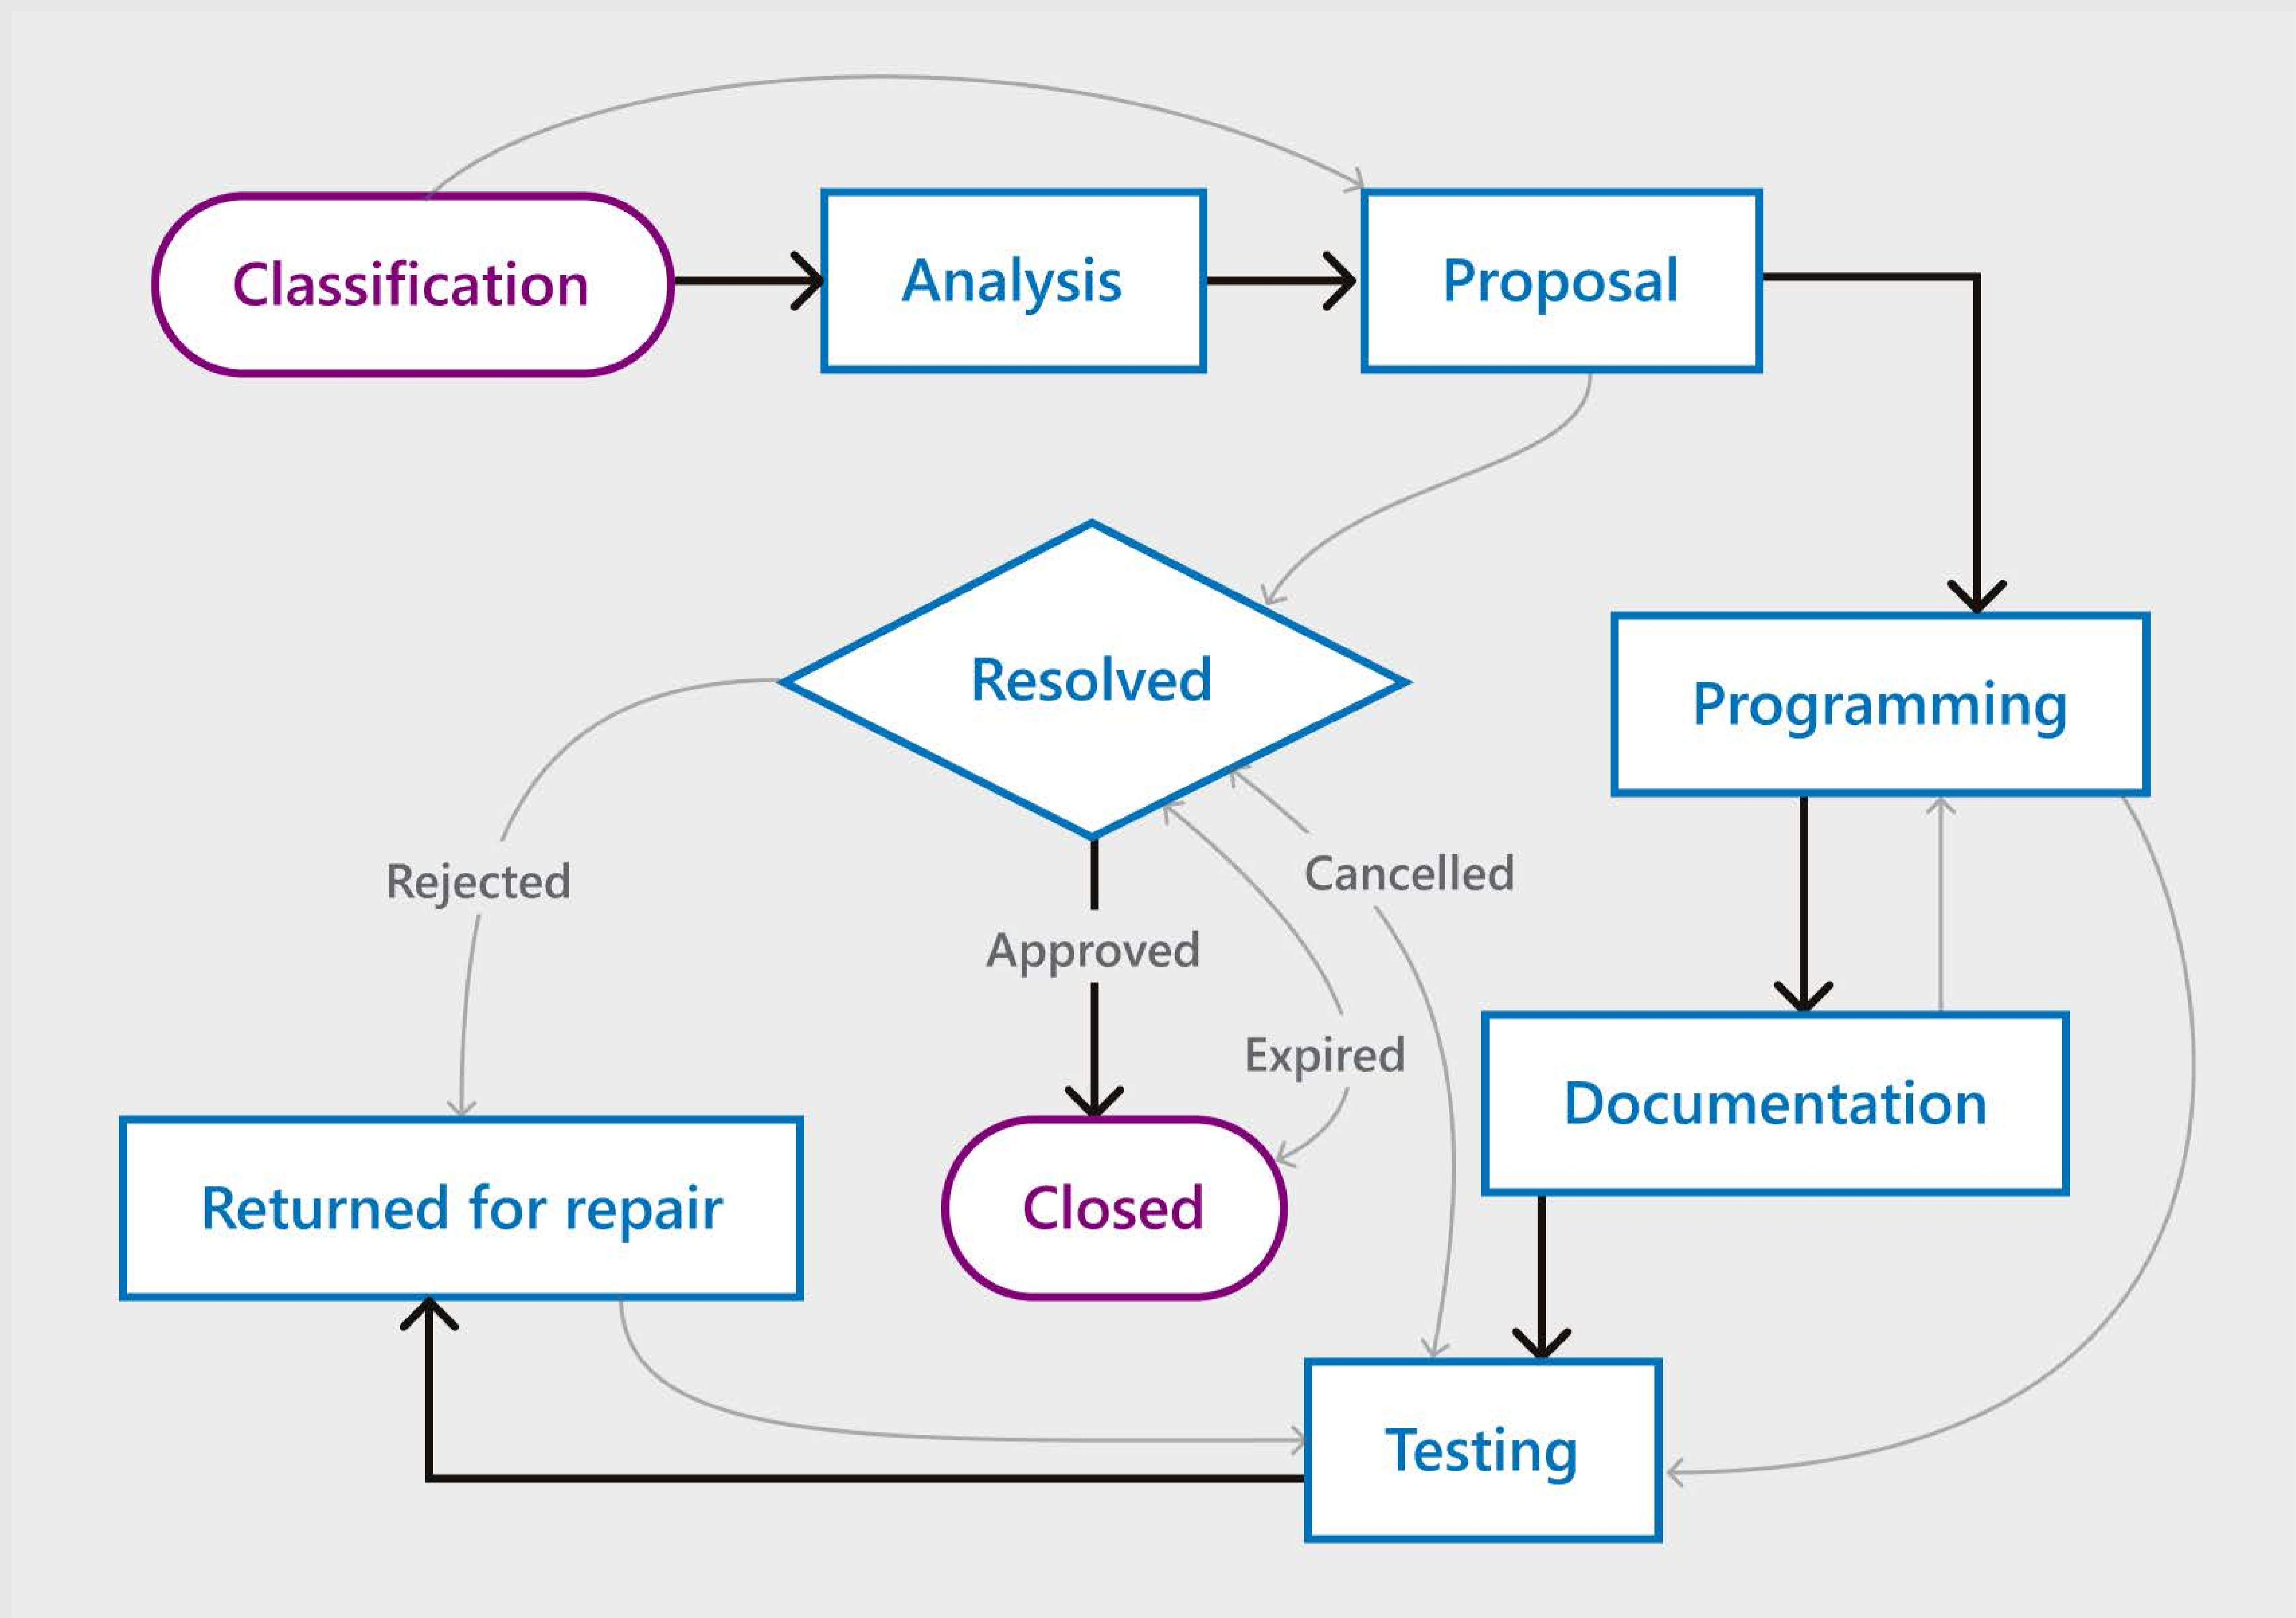 Classification
Analysis
Proposal
Resolved
Programming
Rejected
Cancelled
Approved
Expired
Documentation
Returned for repair
Closed
Testing